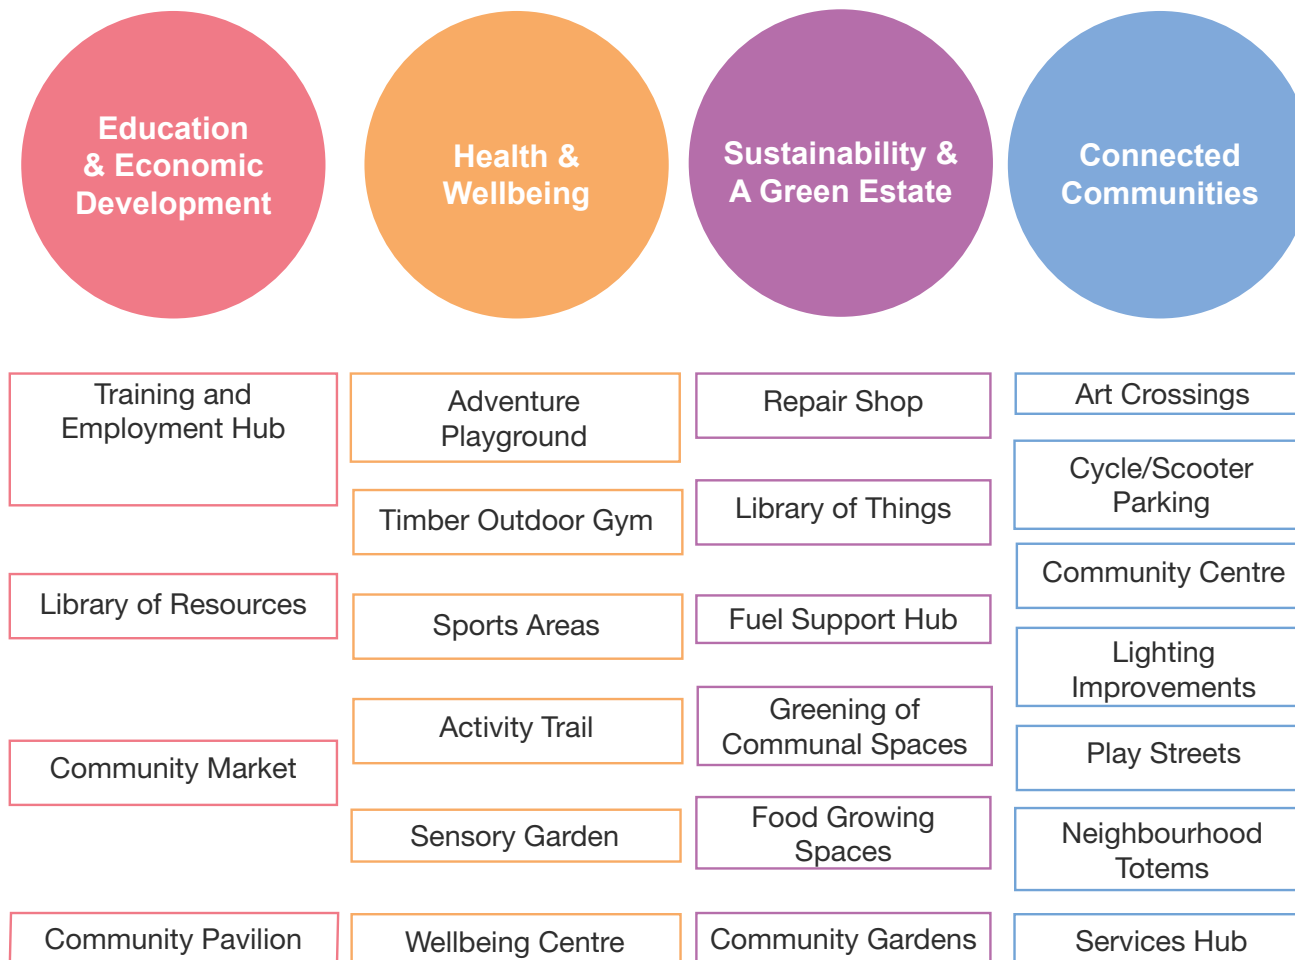 Education
& Economic
Development
Health &
Wellbeing
Sustainability &
A Green Estate
Connected
Communities
Training and
Employment Hub
Library of Resources
Community Market
Community Pavilion
Adventure
Playground
Timber Outdoor Gym
Sports Areas
Activity Trail
Sensory Garden
Wellbeing Centre
Repair Shop
Library of Things
Fuel Support Hub
Greening of
Communal Spaces
Food Growing
Spaces
Community Gardens
Art Crossings
Cycle/Scooter
Parking
Community Centre
Lighting
Improvements
Play Streets
Neighbourhood
Totems
Services Hub